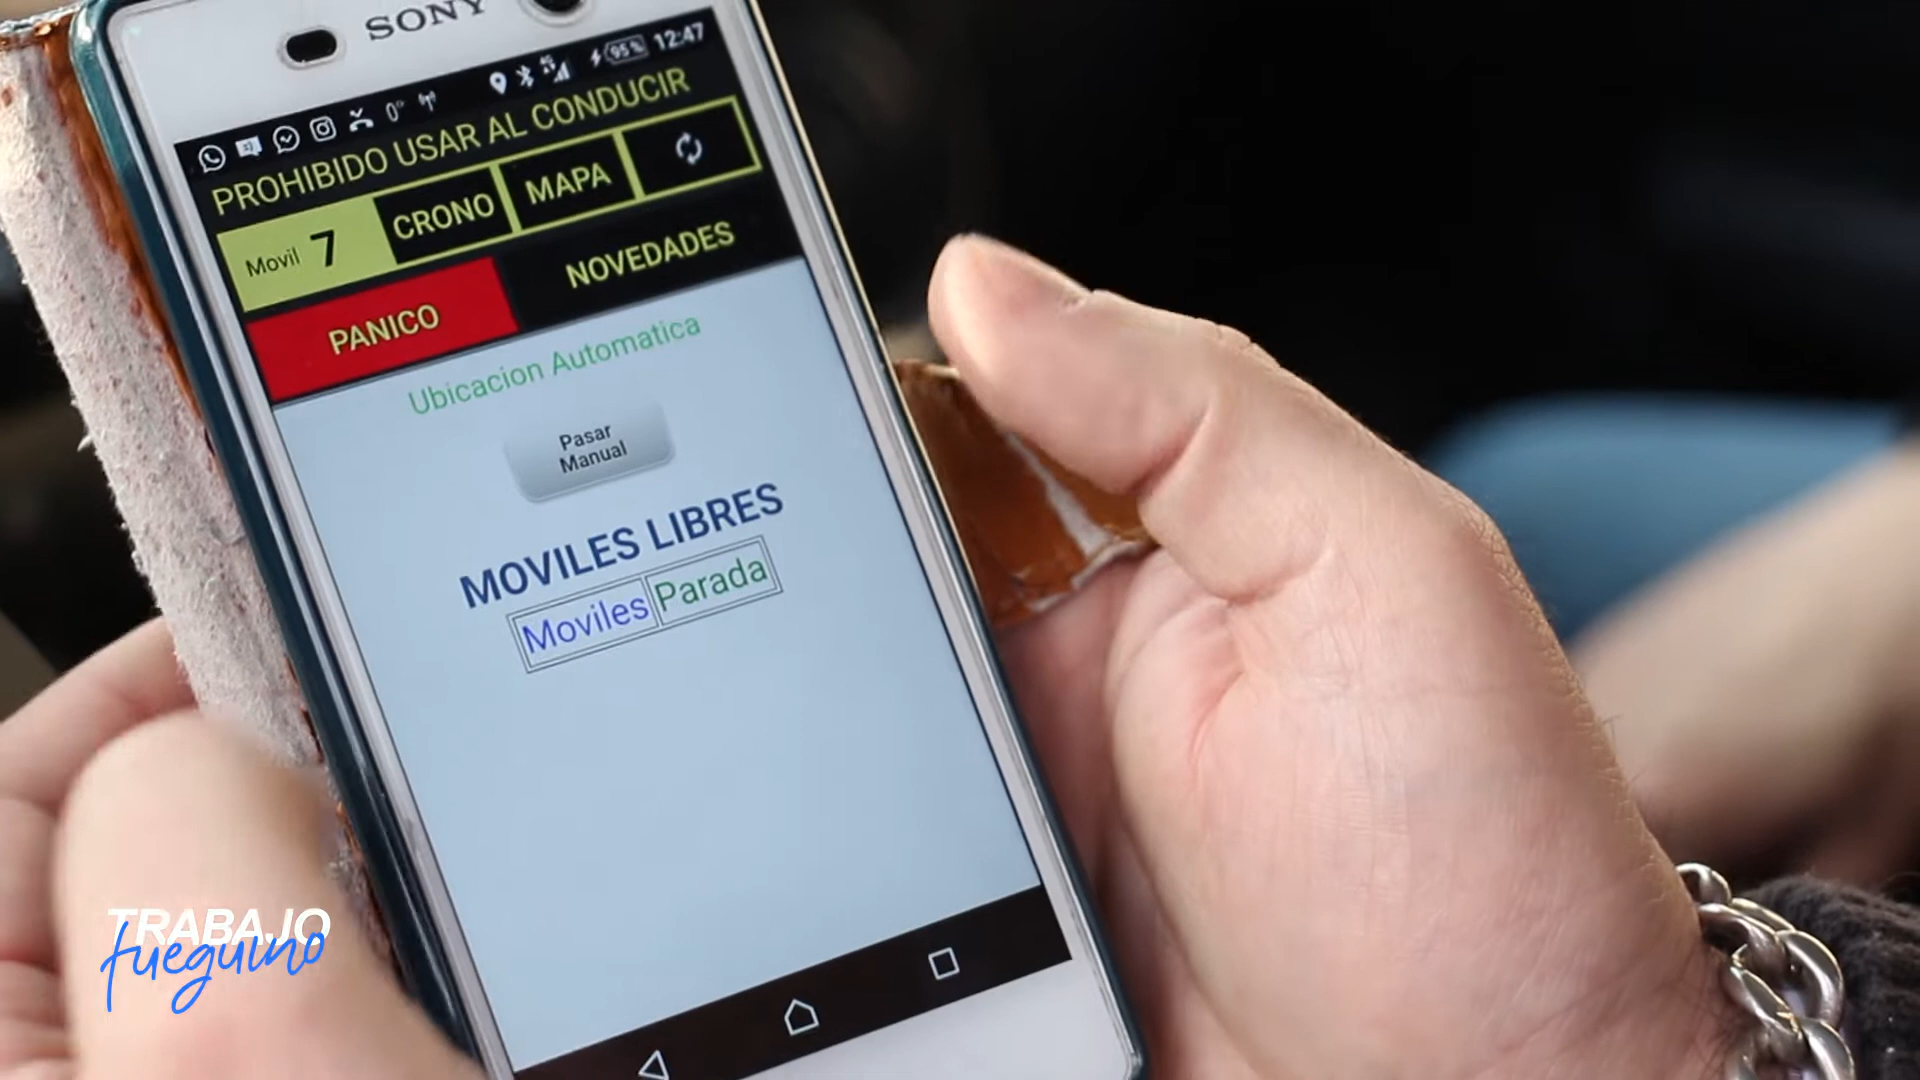 SONY
0° 95% 12:47
PROHIBIDO USAR AL CONDUCIR
Movil 7 CRONO MAPA
PANICO NOVEDADES
Ubicacion Automatica
Pasar
Manual
MOVILES LIBRES
Moviles Parada
TRABAJO
fueguino